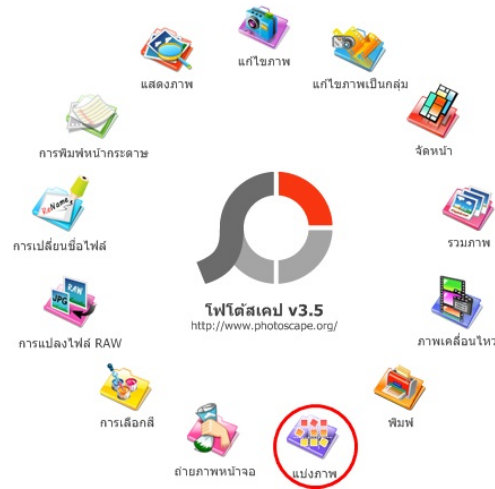 แสดงภาพ
แก้ไขภาพ
แก้ไขภาพเป็นกลุ่ม
การพิมพ์หน้ากระดาษ
จัดหน้า
ReName
การเปลี่ยนชื่อไฟล์
รวมภาพ
RAW
JPG
การแปลงไฟล์ RAW
โฟโต้สเคป v3.5
http://www.photoscape.org/
ภาพเคลื่อนไหว
การเลือกสี
พิมพ์
ถ่ายภาพหน้าจอ
แบ่งภาพ